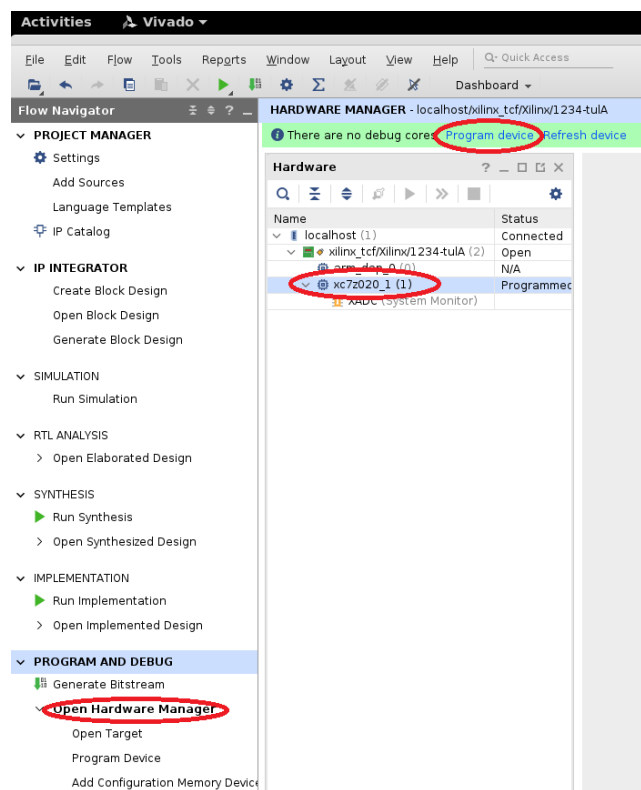 Activities Vivado
File Edit Flow Tools Reports Window Layout View Help Q- Quick Access
Dashboard
Flow Navigator
HARDWARE MANAGER - localhost/xilinx_tcf/Xilinx/1234-tulA
There are no debug cores. Program device Refresh device
PROJECT MANAGER
Settings
Add Sources
Language Templates
IP Catalog
IP INTEGRATOR
Create Block Design
Open Block Design
Generate Block Design
SIMULATION
Run Simulation
RTL ANALYSIS
Open Elaborated Design
SYNTHESIS
Run Synthesis
Open Synthesized Design
IMPLEMENTATION
Run Implementation
Open Implemented Design
PROGRAM AND DEBUG
Generate Bitstream
Open Hardware Manager
Open Target
Program Device
Add Configuration Memory Device
Hardware
Name Status
localhost (1) Connected
xilinx_tcf/Xilinx/1234-tulA (2) Open
arm_dap_0 (0) N/A
xc7z020_1 (1) Programmed
XADC (System Monitor)